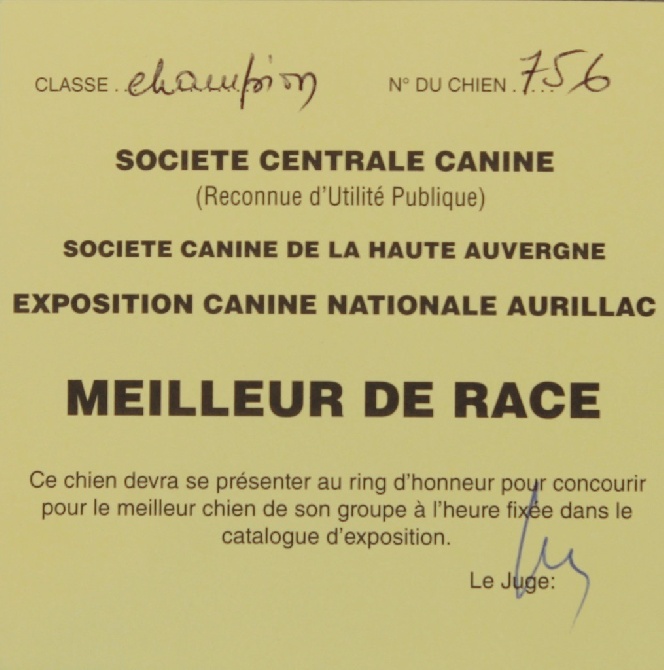 CLASSE .. champion N° DU CHIEN .756
SOCIETE CENTRALE CANINE
(Reconnue d'Utilité Publique)
SOCIETE CANINE DE LA HAUTE AUVERGNE
EXPOSITION CANINE NATIONALE AURILLAC
MEILLEUR DE RACE
Ce chien devra se présenter au ring d'honneur pour concourir
pour le meilleur chien de son groupe à l'heure fixée dans le
catalogue d'exposition.
Le Juge: